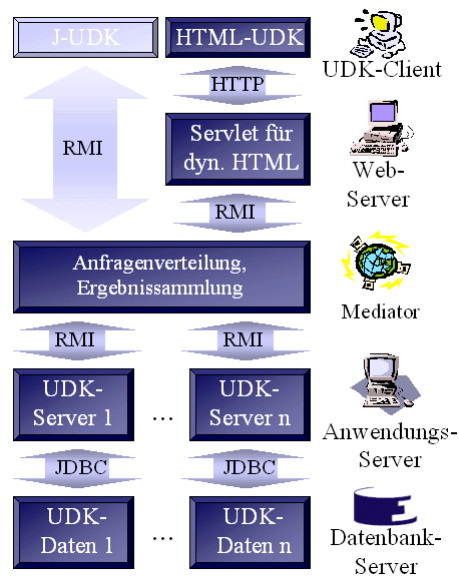 J-UDK
HTML-UDK
UDK-Client
HTTP
RMI
Servlet für
dyn. HTML
Web-
Server
RMI
Anfragenverteilung,
Ergebnissammlung
Mediator
RMI
RMI
UDK-
Server 1
...
UDK-
Server n
Anwendungs-
Server
JDBC
JDBC
UDK-
Daten 1
...
UDK-
Daten n
Datenbank-
Server